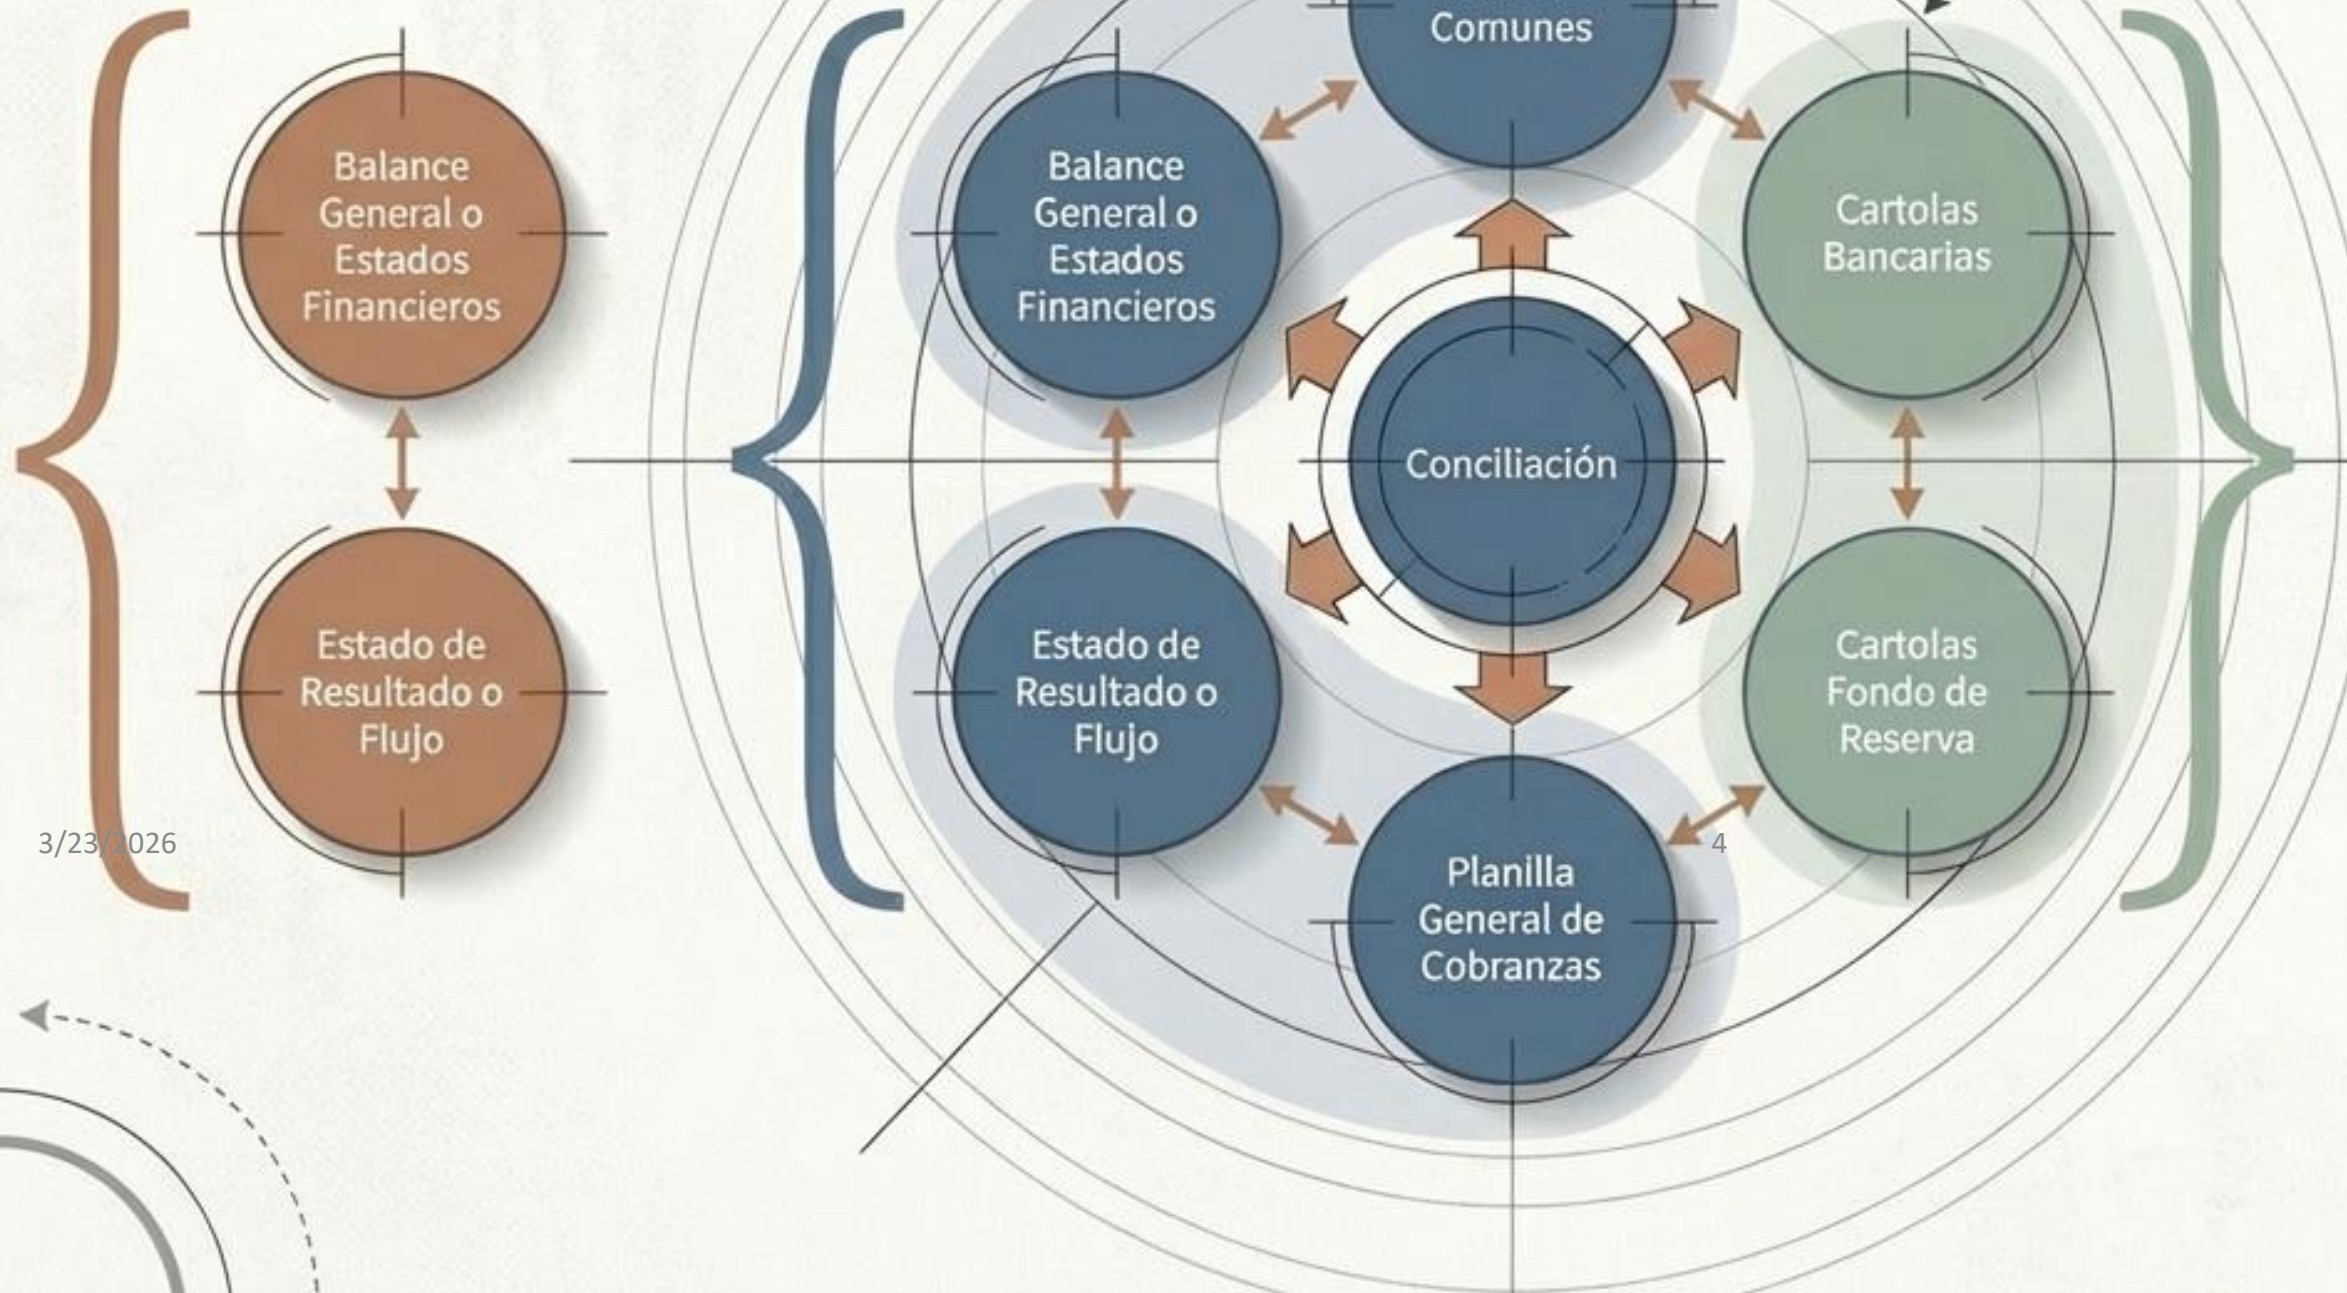 Comunes
Balance
General o
Estados
Financieros
Balance
General o
Estados
Financieros
Cartolas
Bancarias
Conciliación
Estado de
Resultado o
Flujo
Estado de
Resultado o
Flujo
Cartolas
Fondo de
Reserva
3/23/2026
4
Planilla
General de
Cobranzas